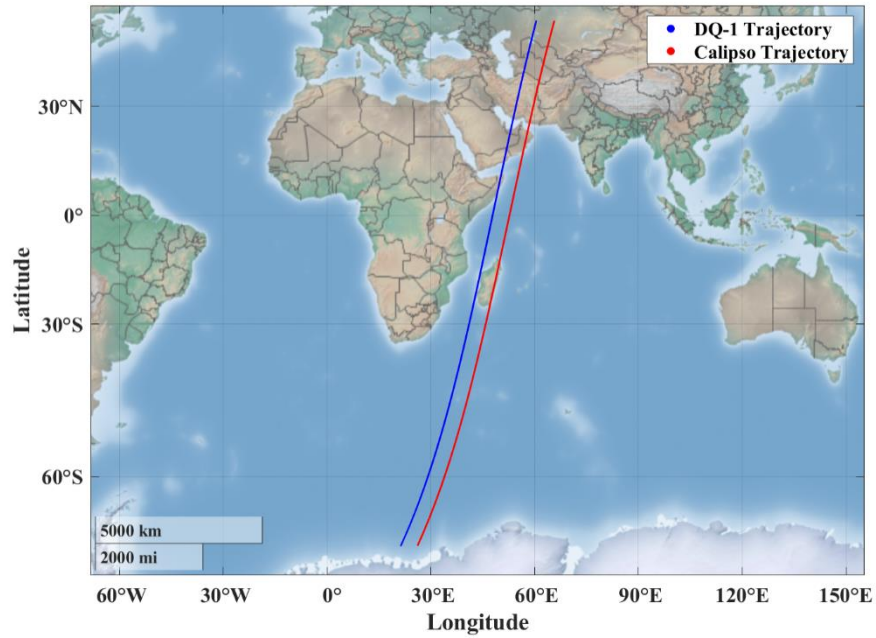 DQ-1 Trajectory
Calipso Trajectory
30°N
0°
30°S
60°S
Latitude
5000 km
2000 mi
60°W 30°W 0° 30°E 60°E 90°E 120°E 150°E
Longitude